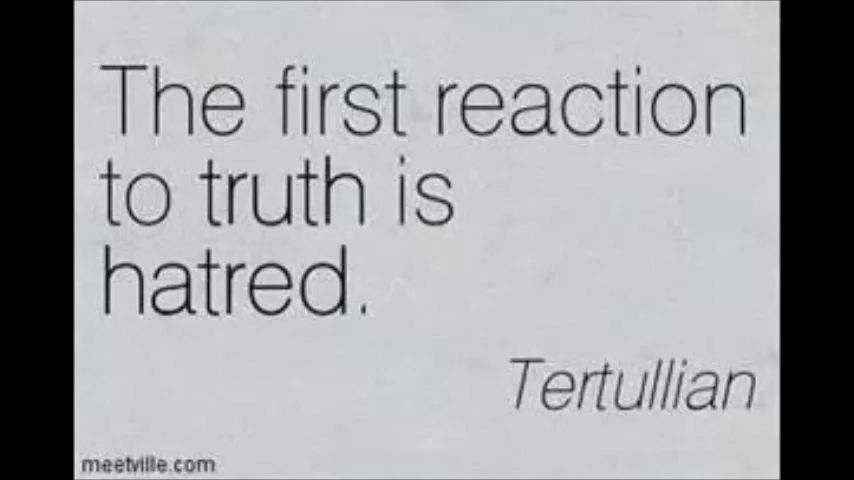 The first reaction
to truth is
hatred.
Tertullian
meetville.com